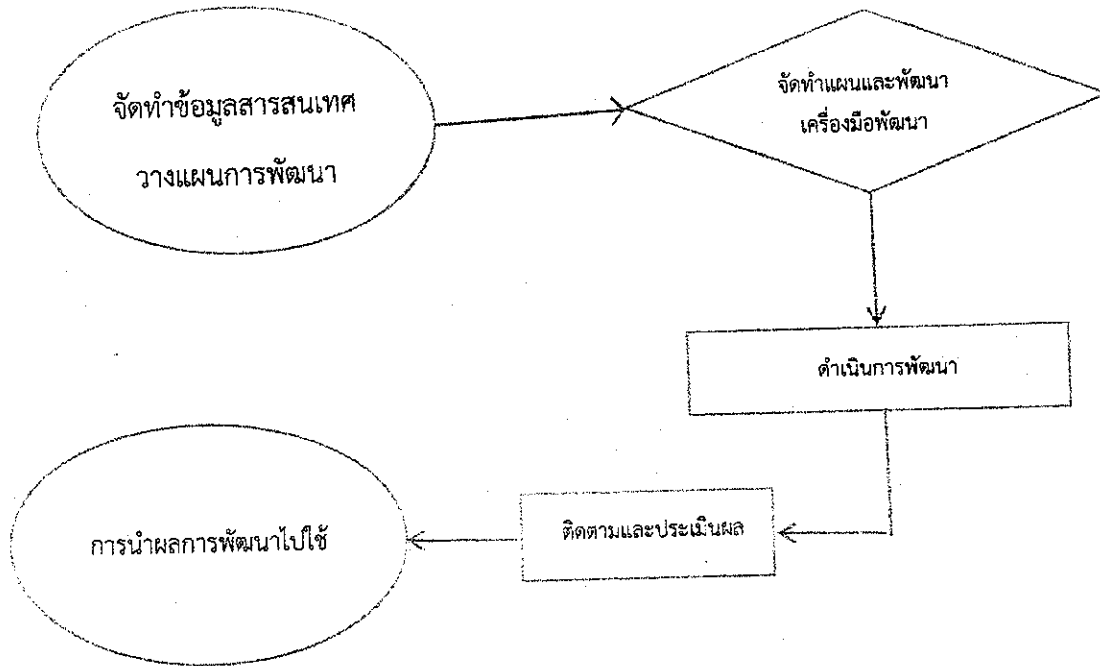 จัดทำข้อมูลสารสนเทศ
วางแผนการพัฒนา
จัดทำแผนและพัฒนา
เครื่องมือพัฒนา
ดำเนินการพัฒนา
ติดตามและประเมินผล
การนำผลการพัฒนาไปใช้